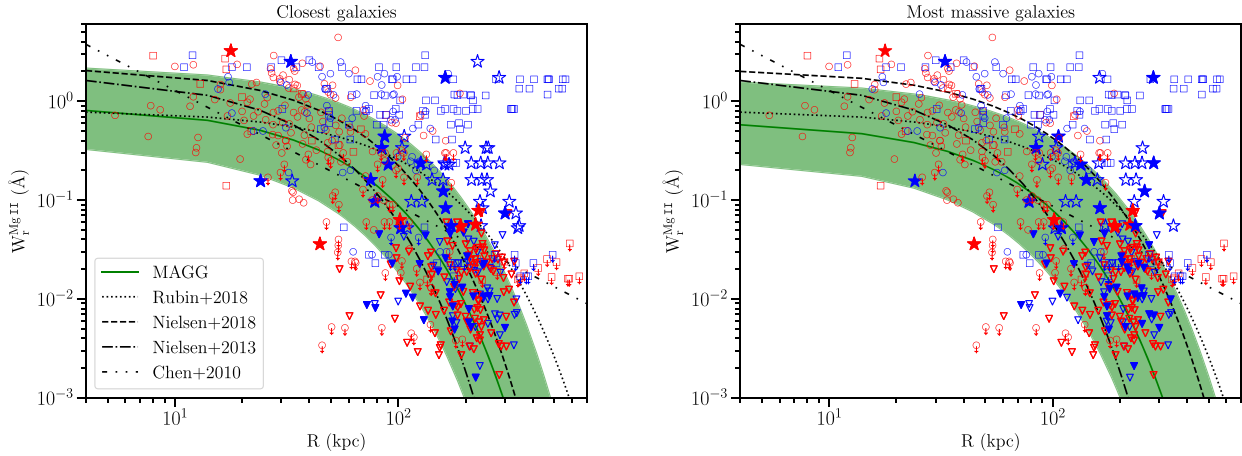 Closest galaxies
W_r^{Mg II} (Å)
10^0
10^{-1}
10^{-2}
10^{-3}
MAGG
Rubin+2018
Nielsen+2018
Nielsen+2013
Chen+2010
10^1
10^2
R (kpc)
Most massive galaxies
W_r^{Mg II} (Å)
10^0
10^{-1}
10^{-2}
10^{-3}
10^1
10^2
R (kpc)